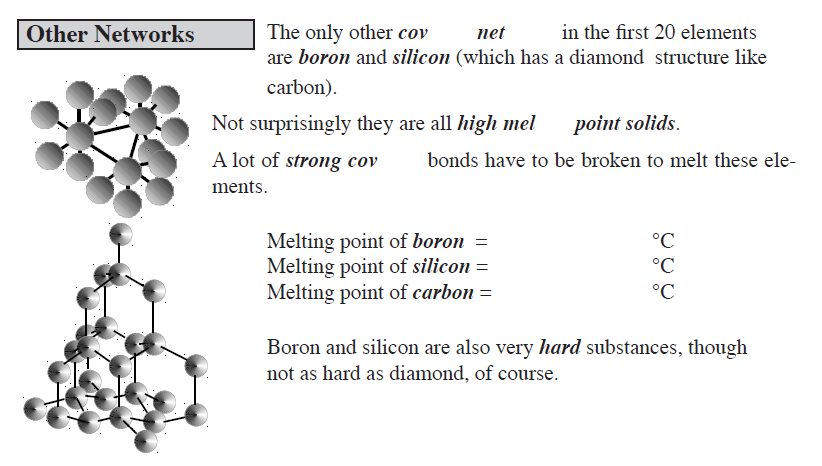 Other Networks
The only other cov net in the first 20 elements
are boron and silicon (which has a diamond structure like
carbon).
Not surprisingly they are all high mel point solids.
A lot of strong cov bonds have to be broken to melt these ele-
ments.
Melting point of boron = °C
Melting point of silicon = °C
Melting point of carbon = °C
Boron and silicon are also very hard substances, though
not as hard as diamond, of course.